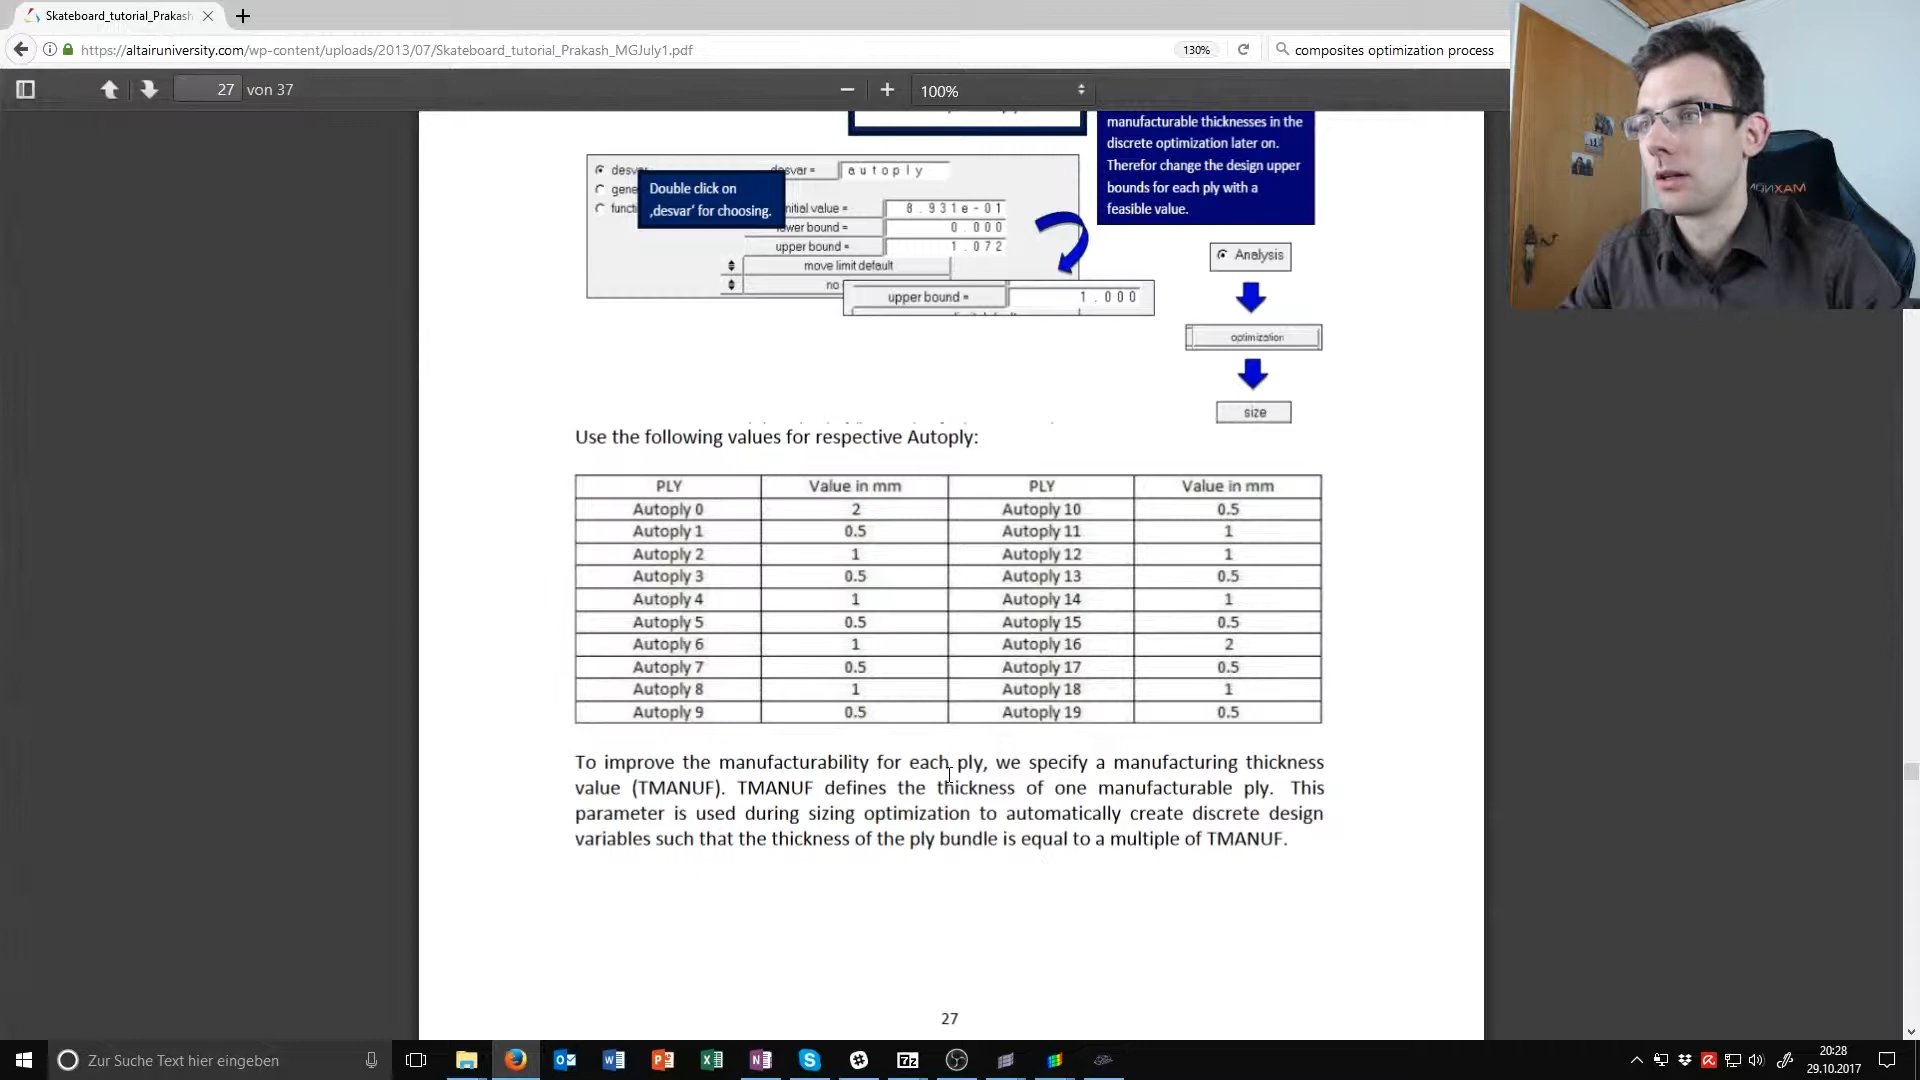 Skateboard_tutorial_Prakash
https://altairuniversity.com/wp-content/uploads/2013/07/Skateboard_tutorial_Prakash_MGJuly1.pdf
130%
composites optimization process
27 von 37
100%
manufacturable thicknesses in the
discrete optimization later on.
Therefor change the design upper
bounds for each ply with a
feasible value.
desvar = autoply
gene
functi
Double click on
‚desvar‘ for choosing.
nitial value = 8.931e-01
lower bound = 0.000
upper bound = 1.072
move limit default
no
upper bound = 1.000
Analysis
optimization
size
Use the following values for respective Autoply:
PLY Value in mm PLY Value in mm
Autoply 0 2 Autoply 10 0.5
Autoply 1 0.5 Autoply 11 1
Autoply 2 1 Autoply 12 1
Autoply 3 0.5 Autoply 13 0.5
Autoply 4 1 Autoply 14 1
Autoply 5 0.5 Autoply 15 0.5
Autoply 6 1 Autoply 16 2
Autoply 7 0.5 Autoply 17 0.5
Autoply 8 1 Autoply 18 1
Autoply 9 0.5 Autoply 19 0.5
To improve the manufacturability for each ply, we specify a manufacturing thickness
value (TMANUF). TMANUF defines the thickness of one manufacturable ply. This
parameter is used during sizing optimization to automatically create discrete design
variables such that the thickness of the ply bundle is equal to a multiple of TMANUF.
27
Zur Suche Text hier eingeben
20:28
29.10.2017
MAXNO